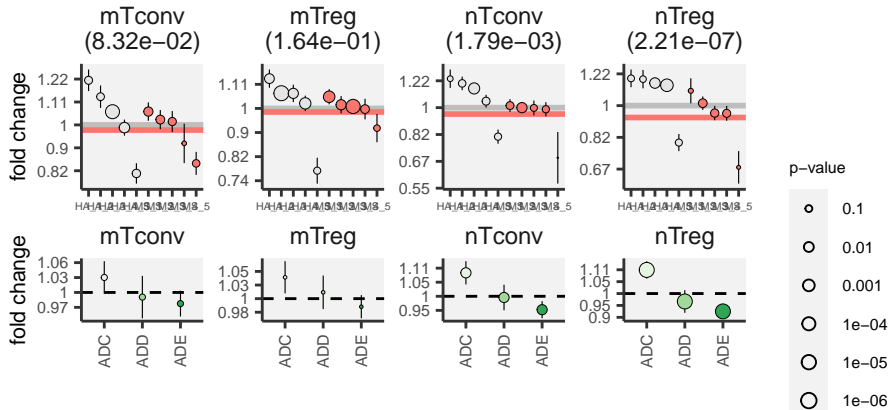 mTconv
(8.32e−02)
mTreg
(1.64e−01)
nTconv
(1.79e−03)
nTreg
(2.21e−07)
fold change
1.22
1.11
1
0.9
0.82
1.11
1
0.9
0.82
0.74
1.22
1
0.82
0.67
0.55
1.22
1
0.82
0.67
mTconv
mTreg
nTconv
nTreg
fold change
1.06
1.03
1
0.97
1.05
1.03
1
0.98
1.11
1.05
1
0.95
1.11
1.05
1
0.95
0.9
ADC
ADD
ADE
ADC
ADD
ADE
ADC
ADD
ADE
ADC
ADD
ADE
p−value
0.1
0.01
0.001
1e−04
1e−05
1e−06